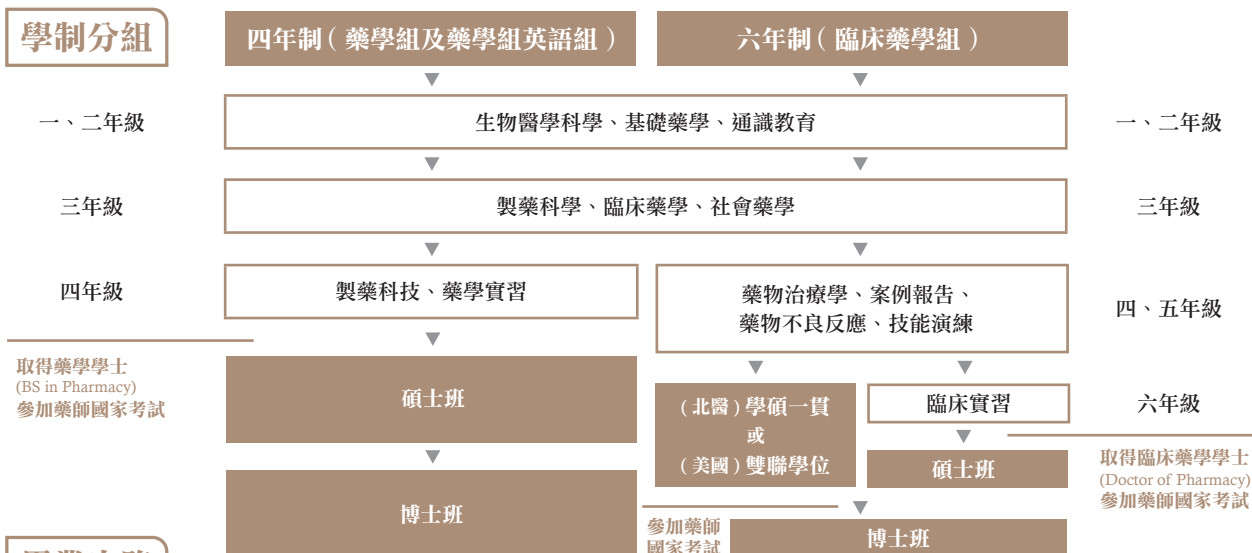 學制分組
四年制（藥學組及藥學組英語組）
六年制（臨床藥學組）
一、二年級
生物醫學科學、基礎藥學、通識教育
一、二年級
三年級
製藥科學、臨床藥學、社會藥學
三年級
四年級
製藥科技、藥學實習
藥物治療學、案例報告、
藥物不良反應、技能演練
四、五年級
取得藥學學士
(BS in Pharmacy)
參加藥師國家考試
碩士班
（北醫）學碩一貫
或
（美國）雙聯學位
臨床實習
六年級
碩士班
取得臨床藥學學士
(Doctor of Pharmacy)
參加藥師國家考試
博士班
參加藥師
國家考試
博士班